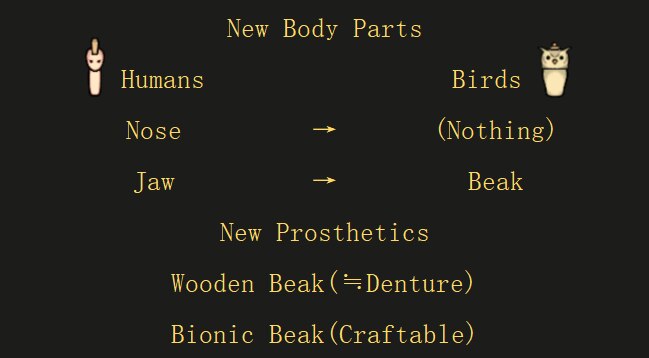 New Body Parts
Humans Birds
Nose → (Nothing)
Jaw → Beak
New Prosthetics
Wooden Beak(≒Denture)
Bionic Beak(Craftable)